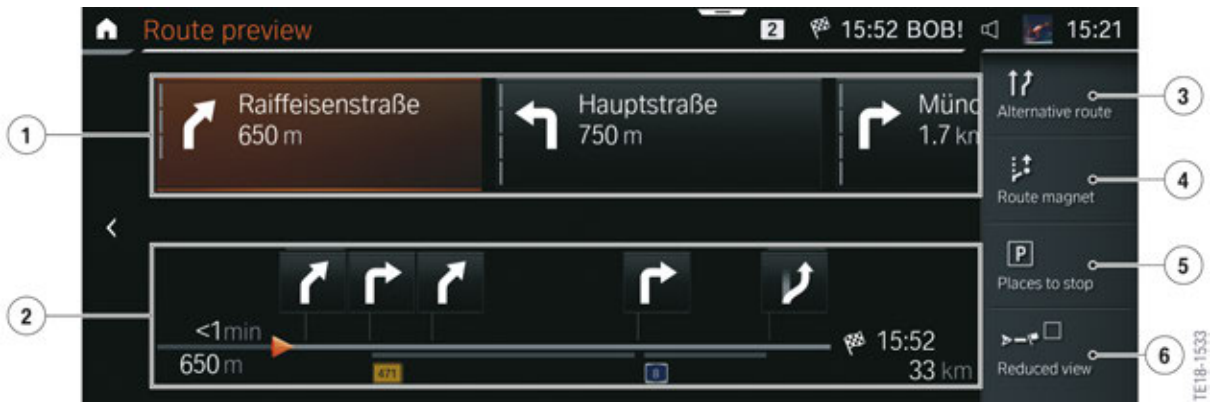 Route preview
2 15:52 BOB! 15:21
Raiffeisenstraße
650 m
Hauptstraße
750 m
Münc
1.7 km
Alternative route
Route magnet
P
Places to stop
Reduced view
<1min
650 m
471
8
15:52
33 km
1
2
3
4
5
6
TE18-1533